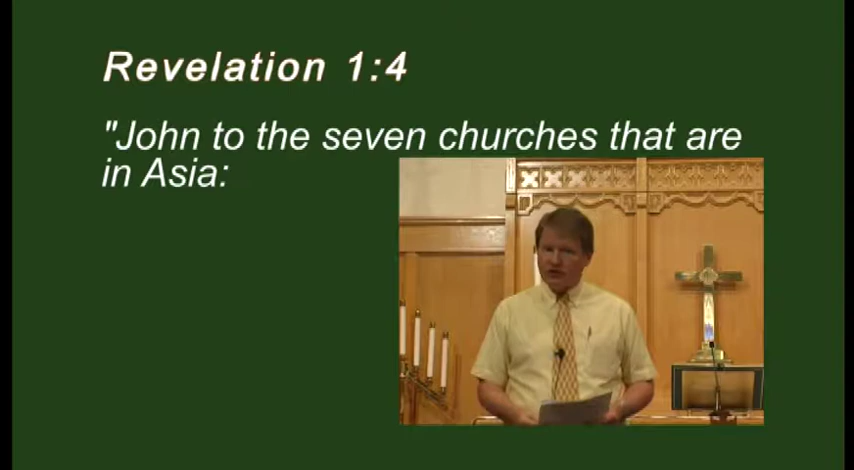 Revelation 1:4
"John to the seven churches that are
in Asia: